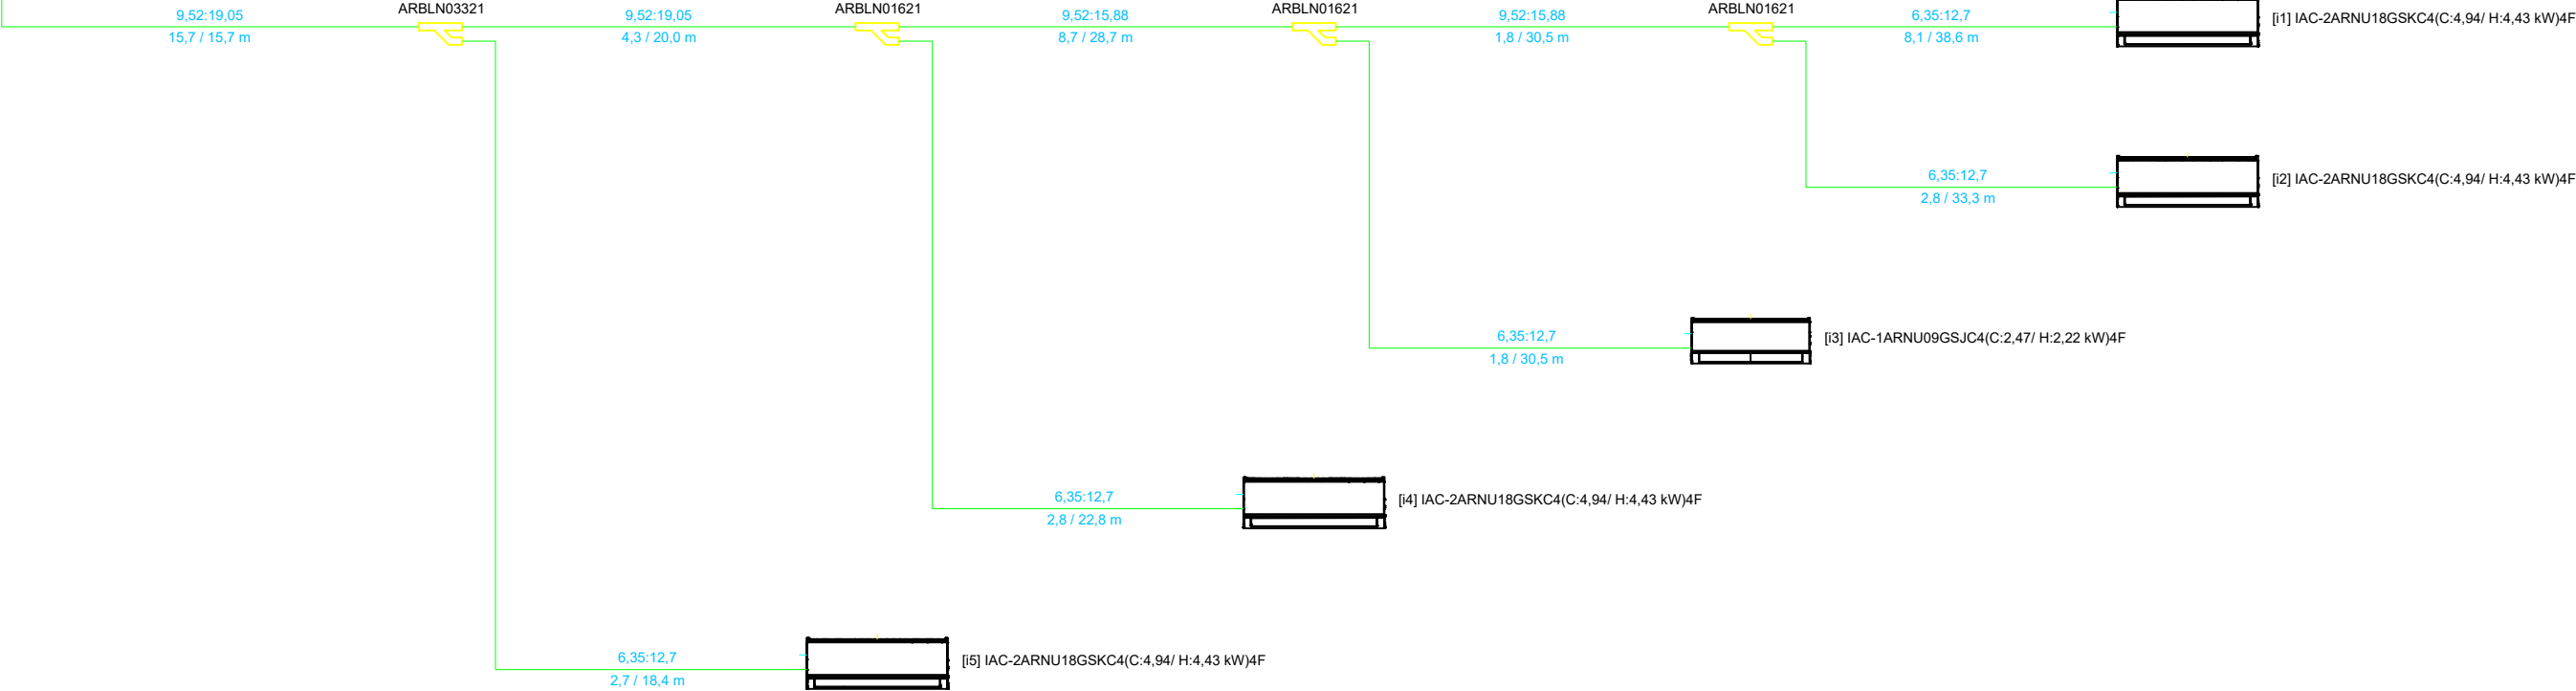 ARBLN03321
ARBLN01621
ARBLN01621
ARBLN01621
9,52:19,05
9,52:19,05
9,52:15,88
9,52:15,88
6,35:12,7
[i1] IAC-2ARNU18GSKC4(C:4,94/ H:4,43 kW)4F
15,7 / 15,7 m
4,3 / 20,0 m
8,7 / 28,7 m
1,8 / 30,5 m
8,1 / 38,6 m
6,35:12,7
[i2] IAC-2ARNU18GSKC4(C:4,94/ H:4,43 kW)4F
2,8 / 33,3 m
6,35:12,7
[i3] IAC-1ARNU09GSJC4(C:2,47/ H:2,22 kW)4F
1,8 / 30,5 m
6,35:12,7
[i4] IAC-2ARNU18GSKC4(C:4,94/ H:4,43 kW)4F
2,8 / 22,8 m
6,35:12,7
[i5] IAC-2ARNU18GSKC4(C:4,94/ H:4,43 kW)4F
2,7 / 18,4 m